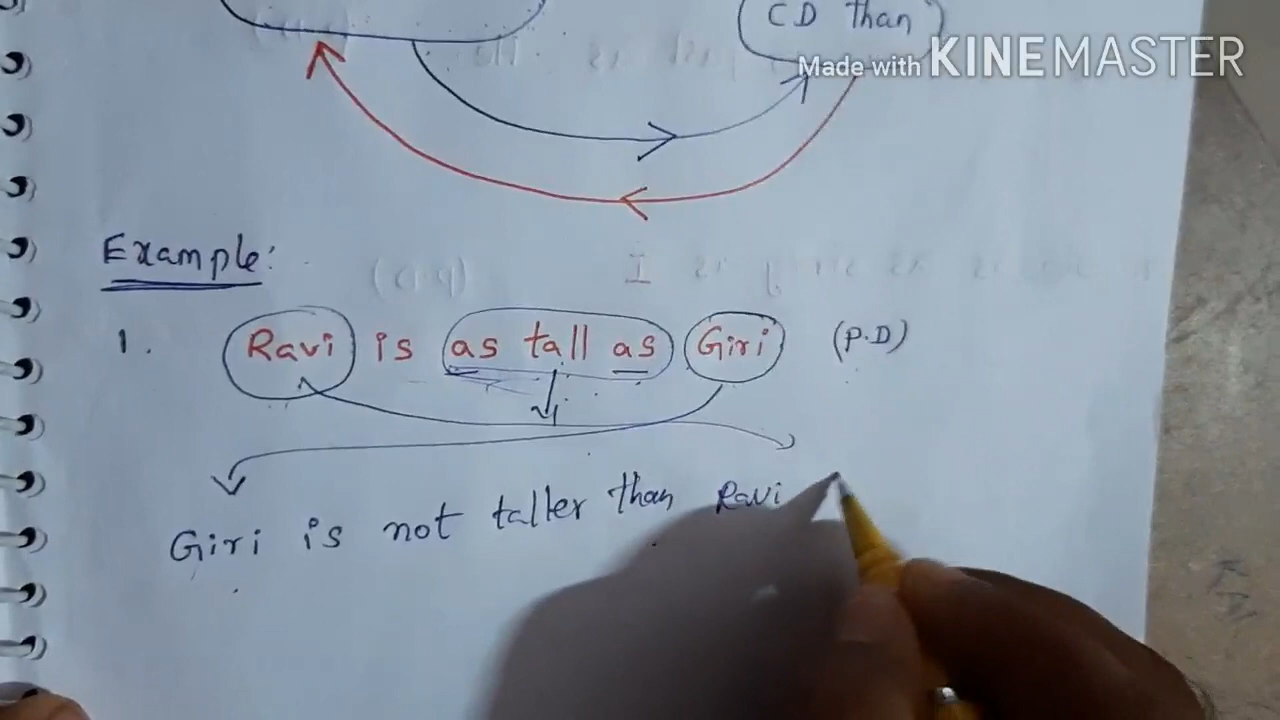 CD than
Made with KINEMASTER
Example:
1. Ravi is as tall as Giri (P.D)
Giri is not taller than Ravi